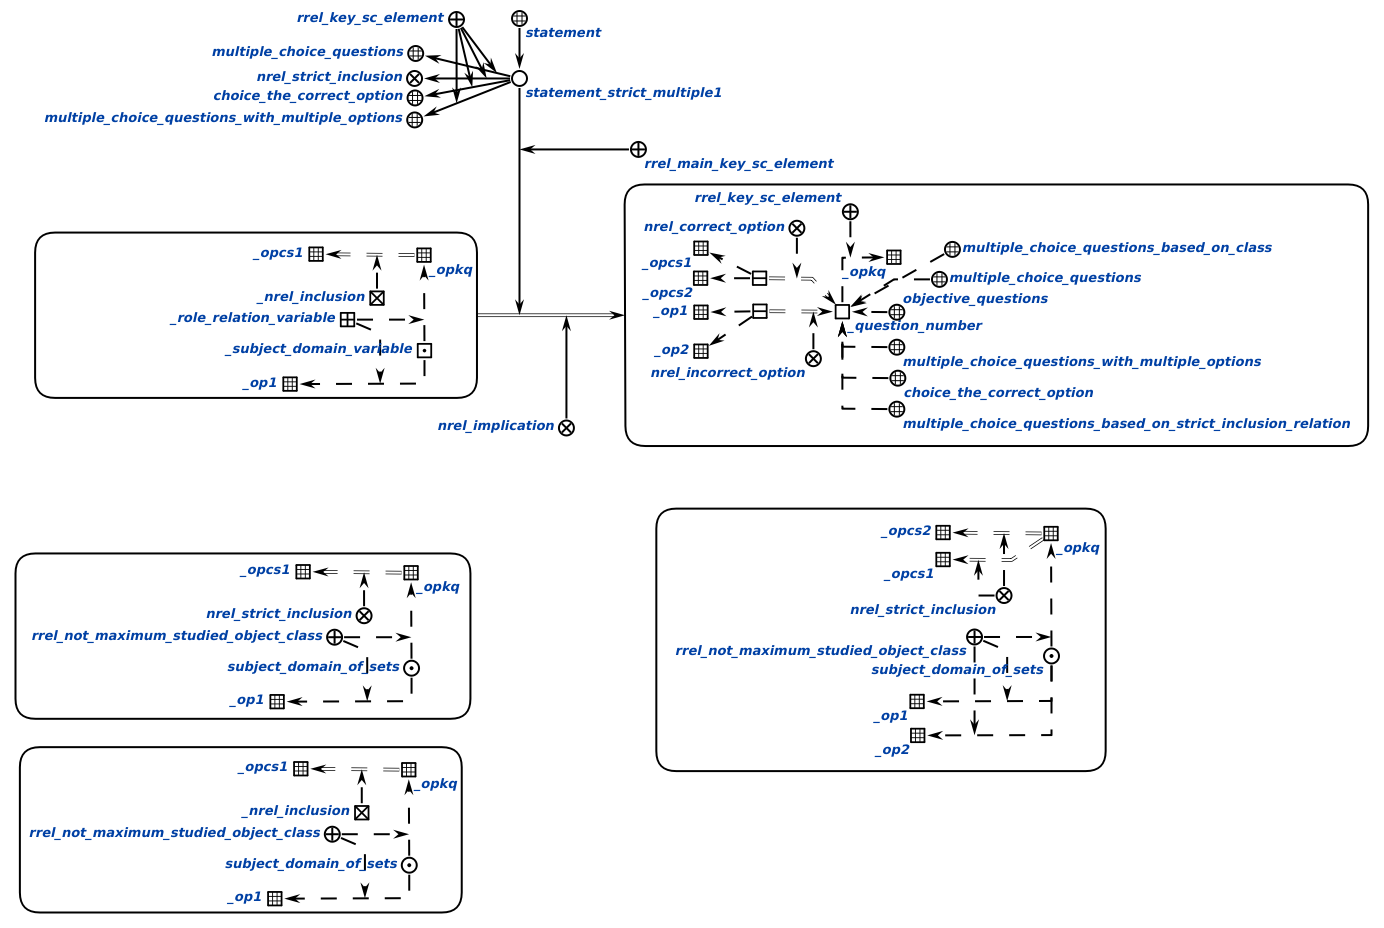 rrel_key_sc_element
statement
multiple_choice_questions
nrel_strict_inclusion
choice_the_correct_option
statement_strict_multiple1
multiple_choice_questions_with_multiple_options
rrel_main_key_sc_element
_opcs1
_opkq
_nrel_inclusion
_role_relation_variable
_subject_domain_variable
_op1
nrel_implication
rrel_key_sc_element
nrel_correct_option
multiple_choice_questions_based_on_class
_opcs1
_opkq
multiple_choice_questions
_opcs2
objective_questions
_op1
_question_number
_op2
multiple_choice_questions_with_multiple_options
nrel_incorrect_option
choice_the_correct_option
multiple_choice_questions_based_on_strict_inclusion_relation
_opcs1
_opkq
nrel_strict_inclusion
rrel_not_maximum_studied_object_class
subject_domain_of_sets
_op1
_opcs2
_opkq
_opcs1
nrel_strict_inclusion
rrel_not_maximum_studied_object_class
subject_domain_of_sets
_op1
_op2
_opcs1
_opkq
_nrel_inclusion
rrel_not_maximum_studied_object_class
subject_domain_of_sets
_op1